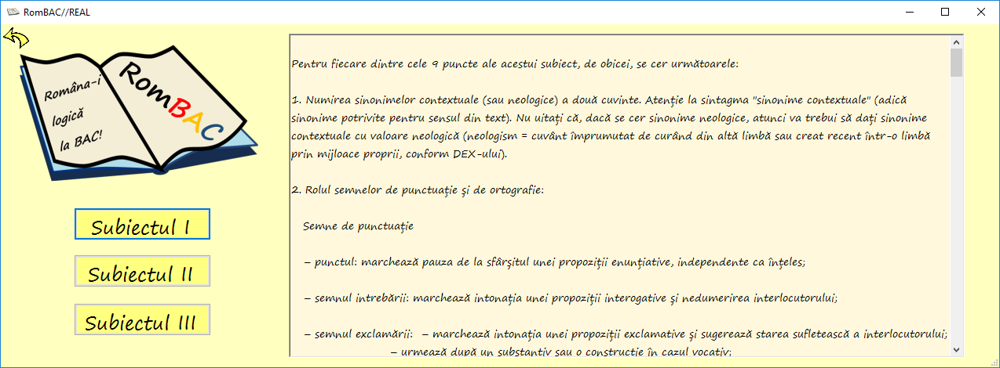 RomBAC//REAL
Româna-i
logică
la BAC!
RomBAC
Subiectul I
Subiectul II
Subiectul III
Pentru fiecare dintre cele 9 puncte ale acestui subiect, de obicei, se cer următoarele:
1. Numirea sinonimelor contextuale (sau neologice) a două cuvinte. Atenție la sintagma "sinonime contextuale" (adică
sinonime potrivite pentru sensul din text). Nu uitați că, dacă se cer sinonime neologice, atunci va trebui să dați sinonime
contextuale cu valoare neologică (neologism = cuvânt împrumutat de curând din altă limbă sau creat recent într-o limbă
prin mijloace proprii, conform DEX-ului).
2. Rolul semnelor de punctuație și de ortografie:
Semne de punctuație
– punctul: marchează pauza de la sfârșitul unei propoziții enunțiative, independente ca înțeles;
– semnul intrebării: marchează intonația unei propoziții interogative și nedumerirea interlocutorului;
– semnul exclamării: – marchează intonația unei propoziții exclamative și sugerează starea sufletească a interlocutorului;
– urmează după un substantiv sau o construcție în cazul vocativ;